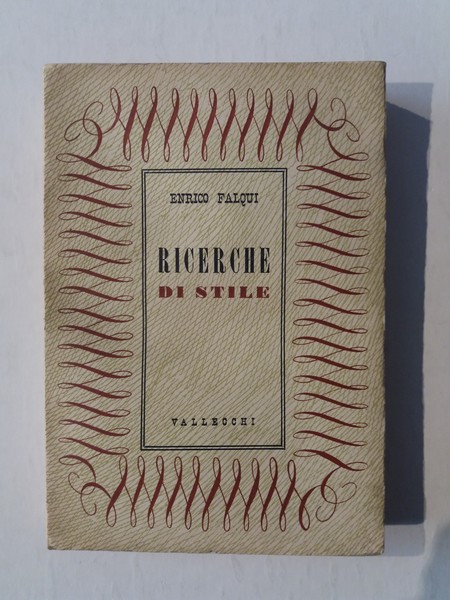 ENRICO FALQUI
RICERCHE
DI STILE
VALLECCHI